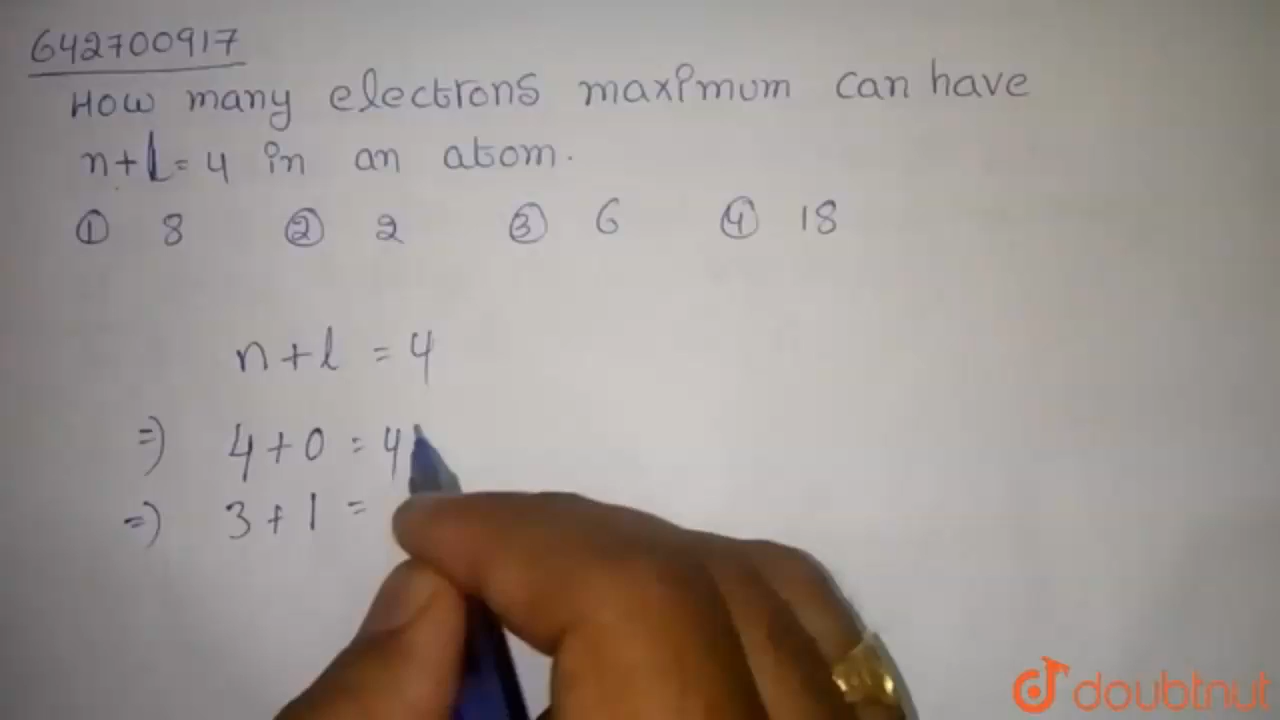 642700917
How many electrons maximum can have
n+l=4 in an atom.
① 8 ② 2 ③ 6 ④ 18
n+l = 4
=) 4+0 = 4
=) 3+1 =
doubtnut